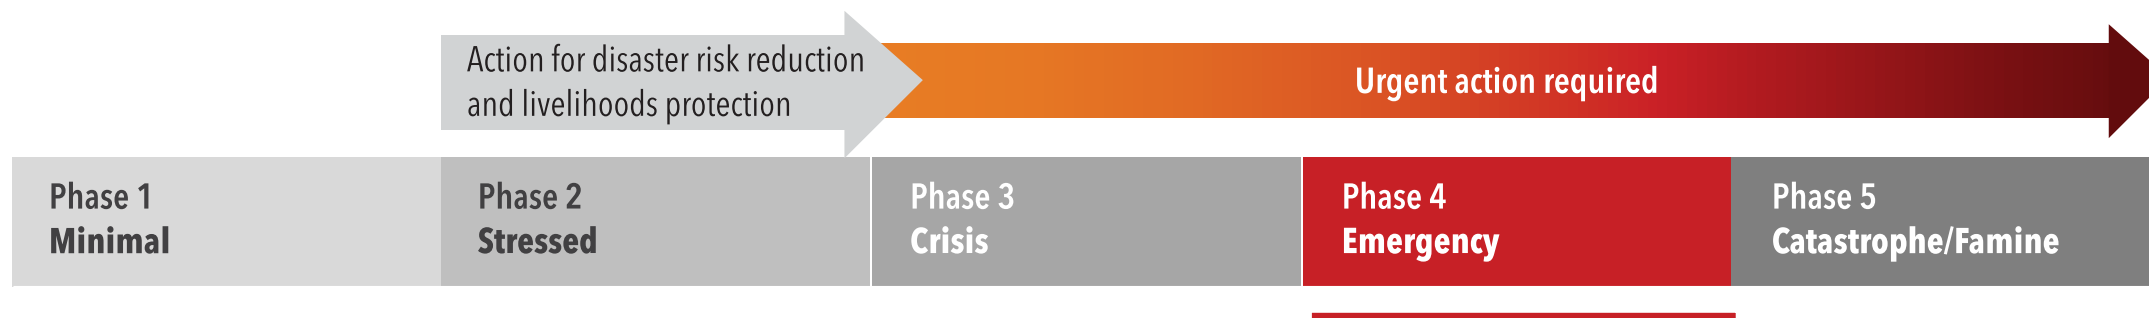 Action for disaster risk reduction
and livelihoods protection
Urgent action required
Phase 1
Minimal
Phase 2
Stressed
Phase 3
Crisis
Phase 4
Emergency
Phase 5
Catastrophe/Famine